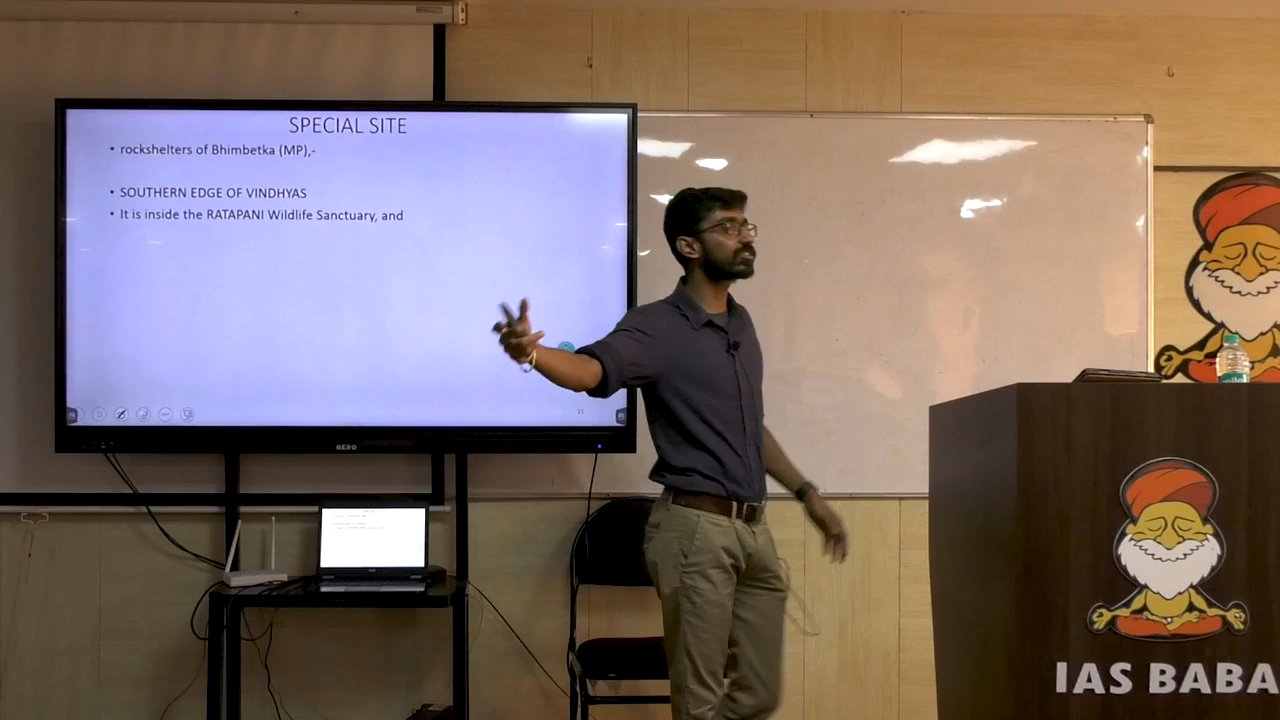 SPECIAL SITE
• rockshelters of Bhimbetka (MP),-
• SOUTHERN EDGE OF VINDHYAS
• It is inside the RATAPANI Wildlife Sanctuary, and
21
IAS BABA